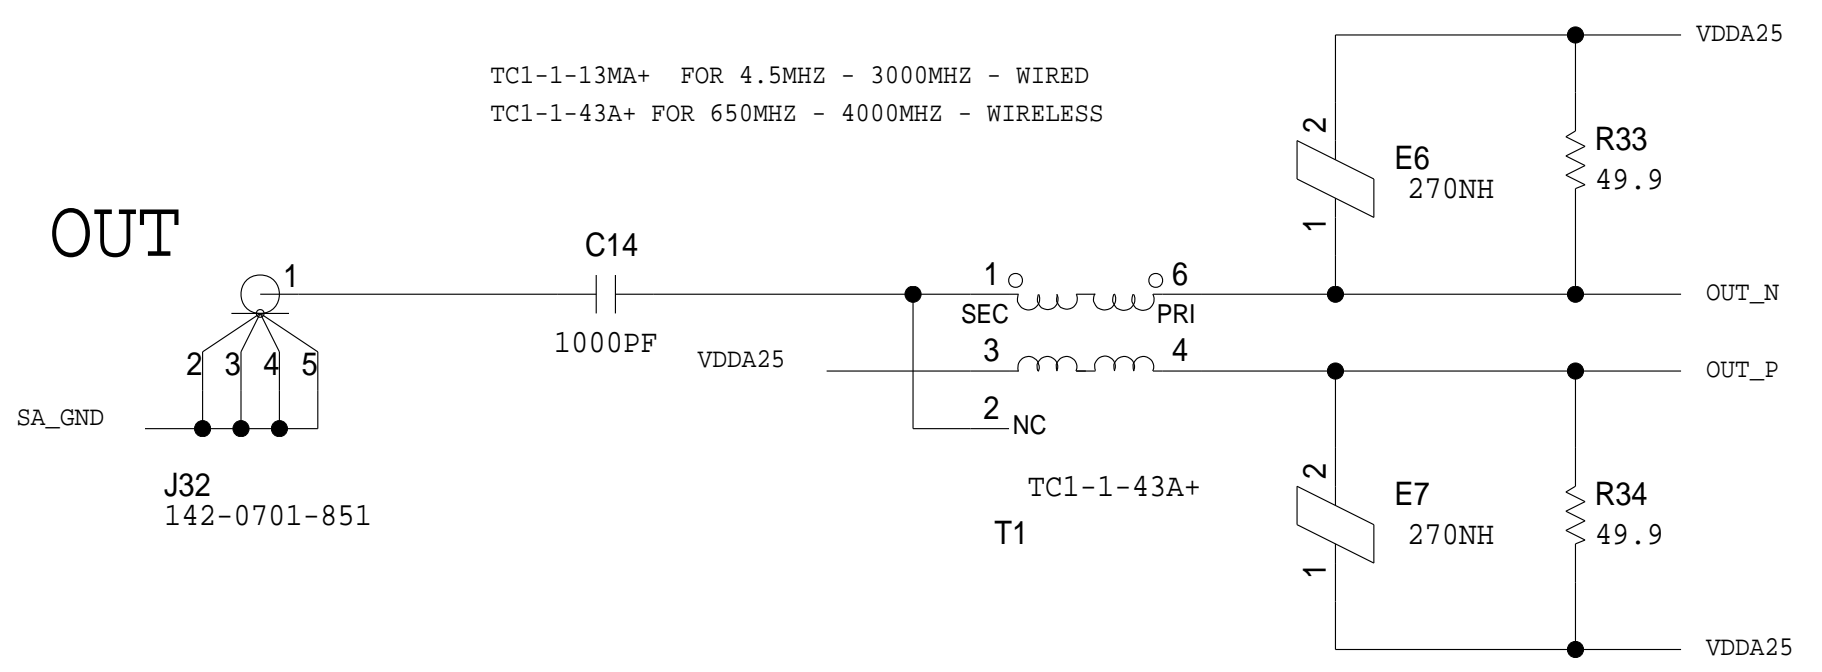 VDDA25
TC1-1-13MA+ FOR 4.5MHZ - 3000MHZ - WIRED
TC1-1-43A+ FOR 650MHZ - 4000MHZ - WIRELESS
2
E6
270NH
1
R33
49.9
OUT
1
C14
1000PF
1
6
SEC
PRI
OUT_N
VDDA25
3
4
OUT_P
2
3
4
5
SA_GND
2
NC
J32
142-0701-851
TC1-1-43A+
T1
2
E7
270NH
1
R34
49.9
VDDA25